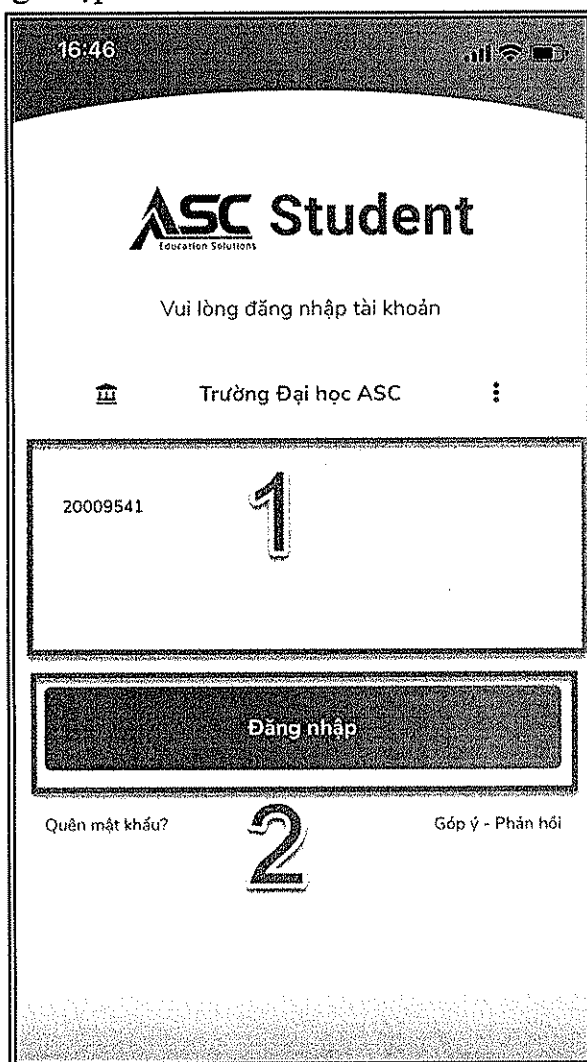 16:46
ASC Student
Education Solutions
Vui lòng đăng nhập tài khoản
Trường Đại học ASC
20009541
1
Đăng nhập
2
Quên mật khẩu? Góp ý - Phản hồi